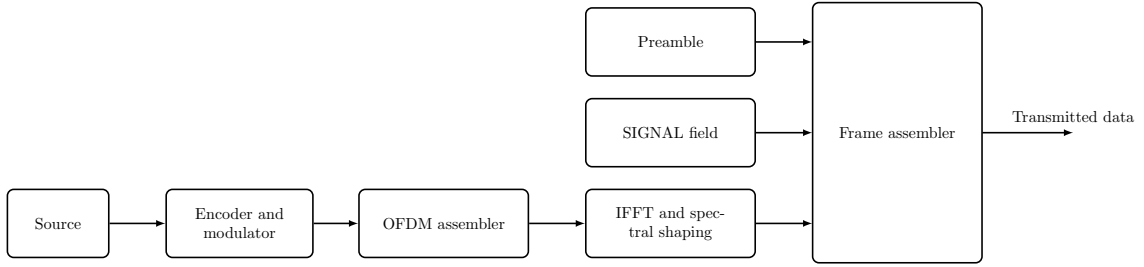 Preamble
Transmitted data
SIGNAL field
Frame assembler
Source
Encoder and
modulator
OFDM assembler
IFFT and spec-
tral shaping